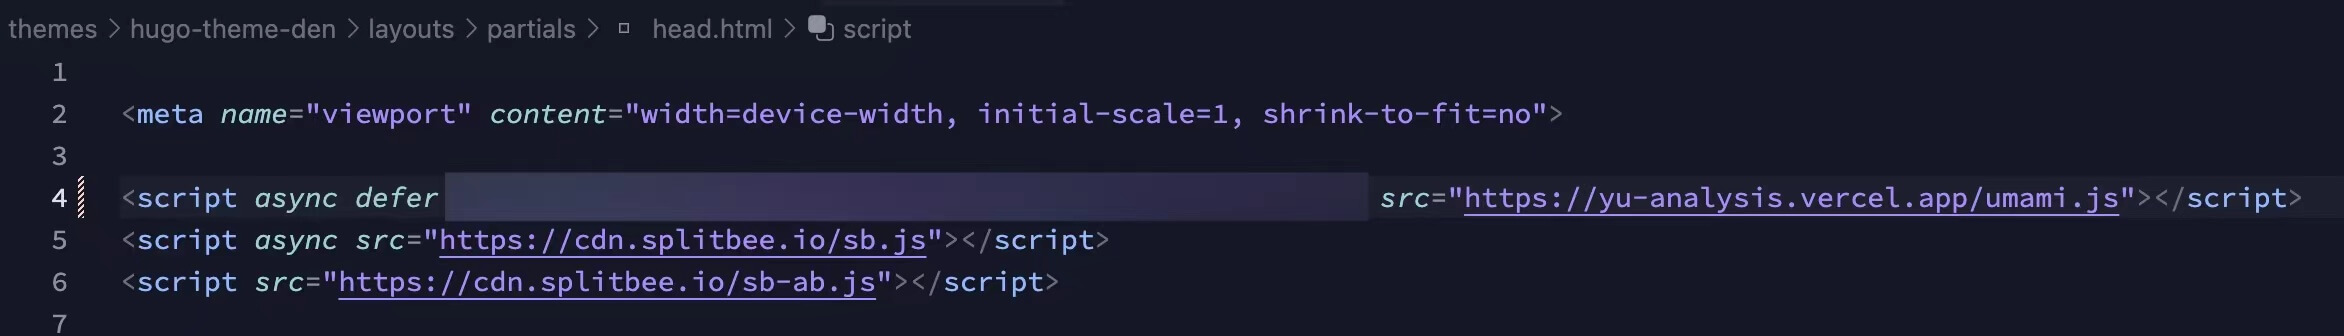 themes > hugo-theme-den > layouts > partials > head.html > script
1
2 <meta name="viewport" content="width=device-width, initial-scale=1, shrink-to-fit=no">
3
4 <script async defer src="https://yu-analysis.vercel.app/umami.js"></script>
5 <script async src="https://cdn.splitbee.io/sb.js"></script>
6 <script src="https://cdn.splitbee.io/sb-ab.js"></script>
7